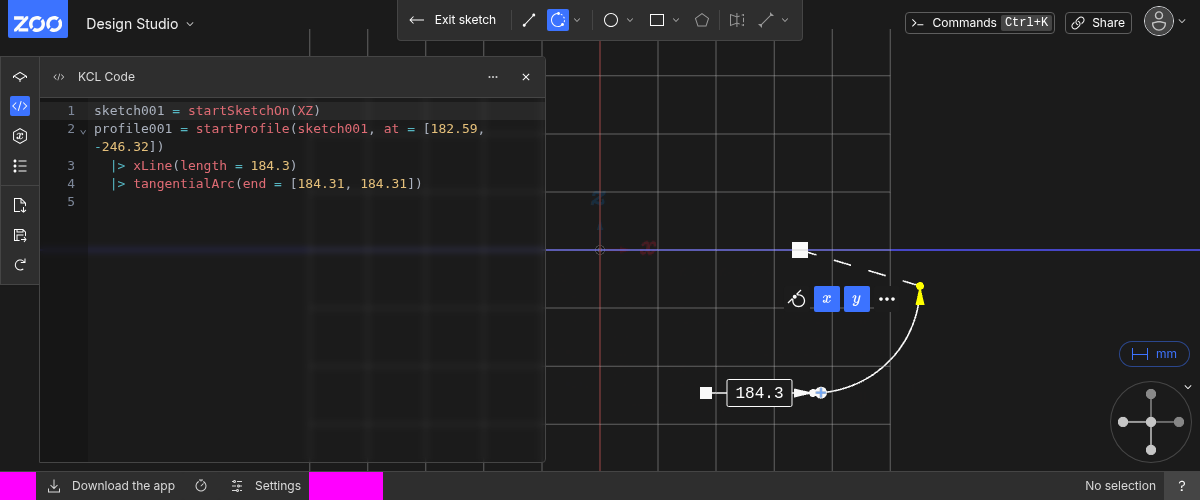 ZOO
Design Studio
Exit sketch
Commands Ctrl+K
Share
KCL Code
1 sketch001 = startSketchOn(XZ)
2 profile001 = startProfile(sketch001, at = [182.59,
-246.32])
3 |> xLine(length = 184.3)
4 |> tangentialArc(end = [184.31, 184.31])
5
z
x
x y
184.3
mm
Download the app
Settings
No selection
?